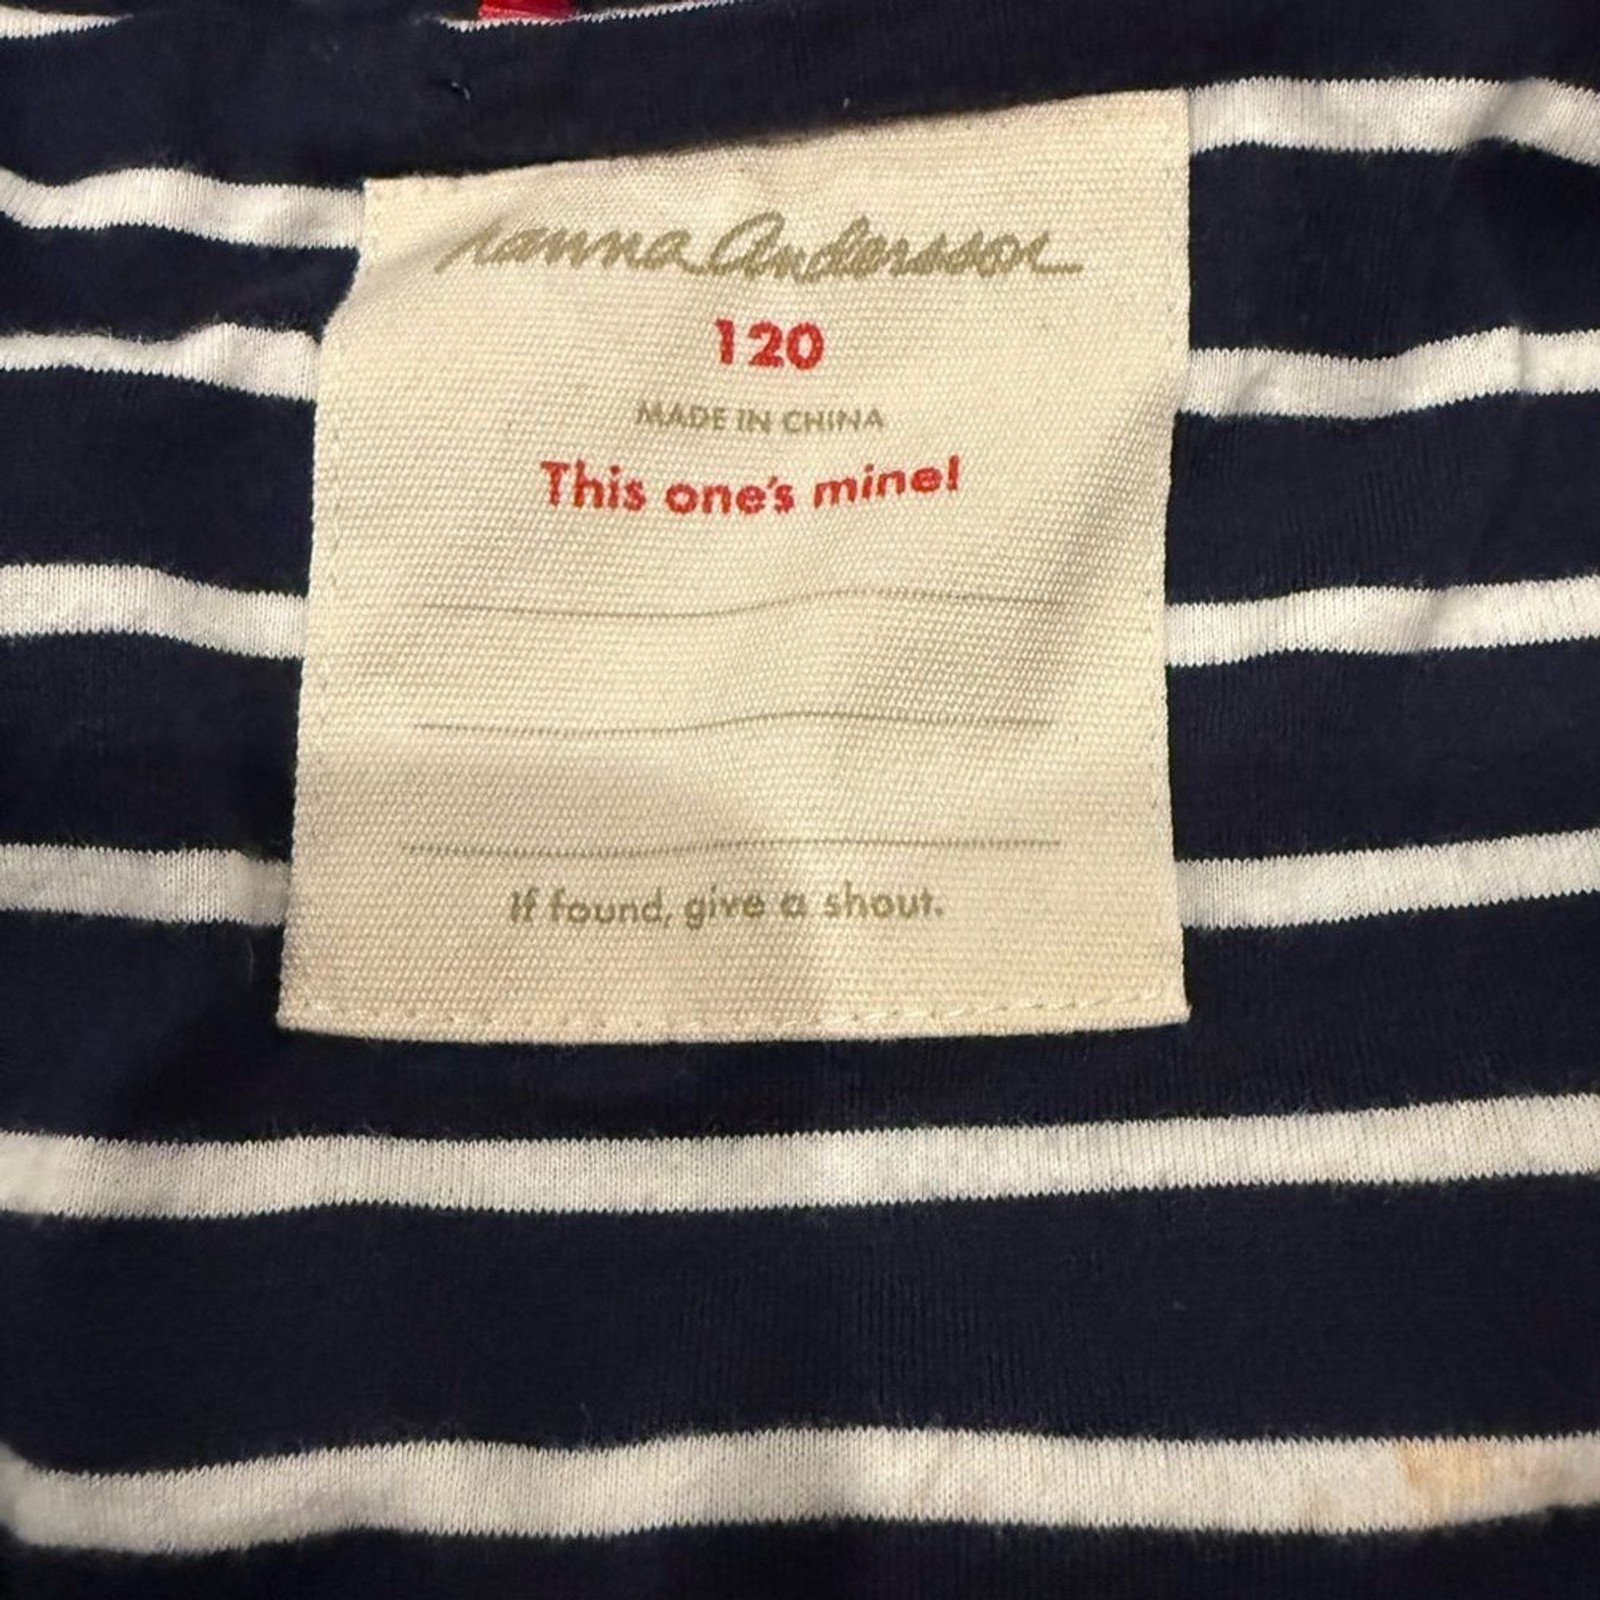 Hanna Andersson
120
MADE IN CHINA
This one's mine!
If found, give a shout.